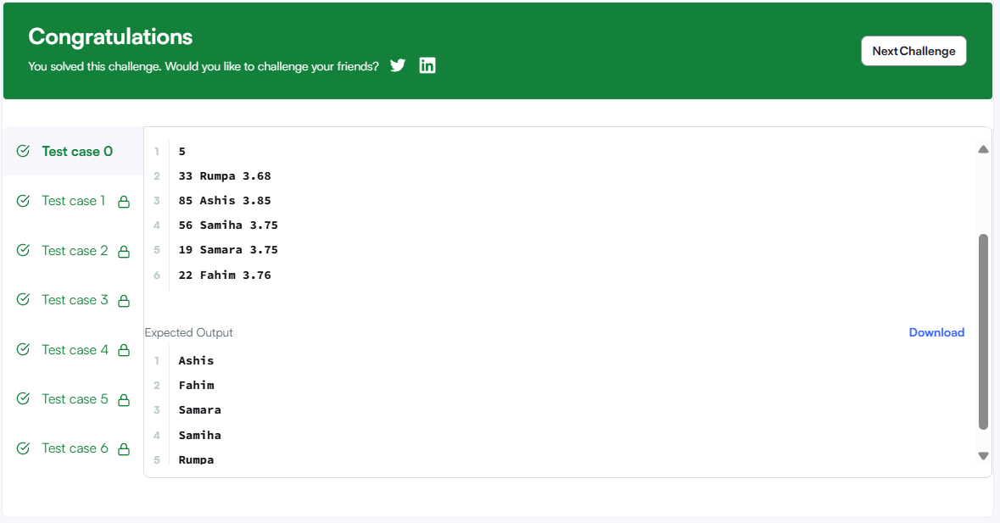 Congratulations
You solved this challenge. Would you like to challenge your friends?
Next Challenge
Test case 0
Test case 1
Test case 2
Test case 3
Test case 4
Test case 5
Test case 6
1 5
2 33 Rumpa 3.68
3 85 Ashis 3.85
4 56 Samiha 3.75
5 19 Samara 3.75
6 22 Fahim 3.76
Expected Output
Download
1 Ashis
2 Fahim
3 Samara
4 Samiha
5 Rumpa